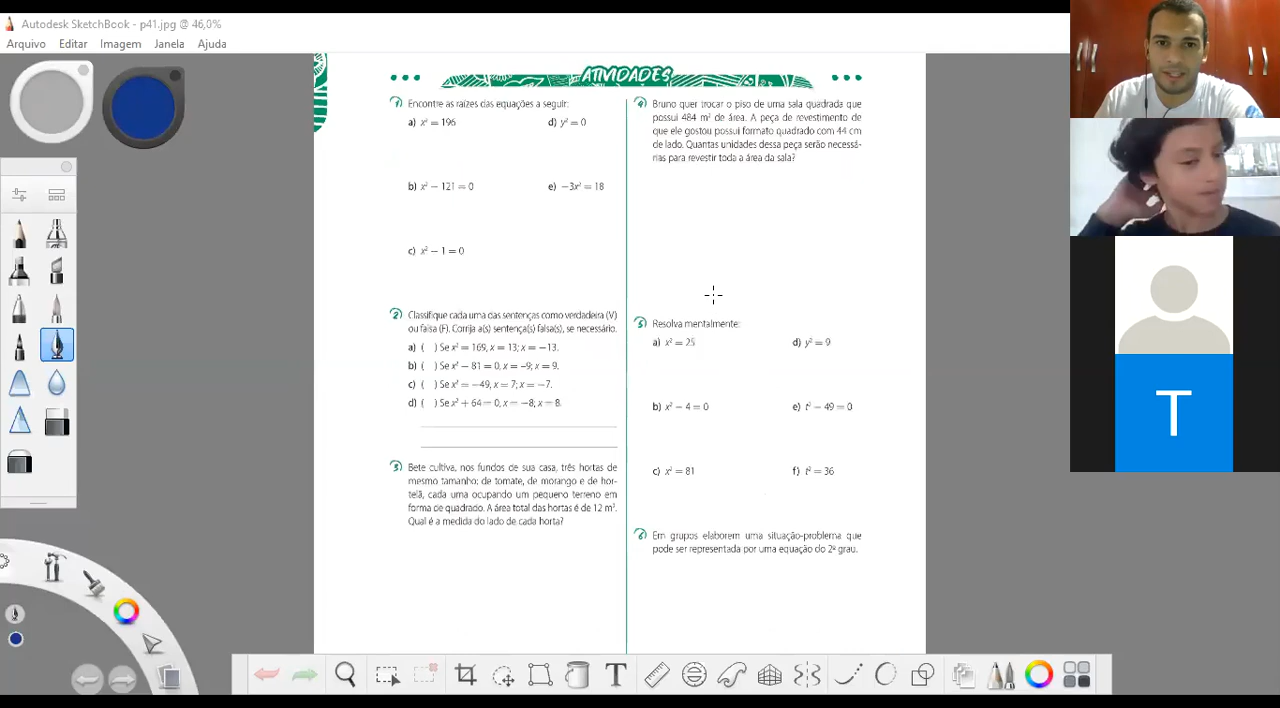 Autodesk SketchBook - p41.jpg @ 46,0%
Arquivo Editar Imagem Janela Ajuda
ATIVIDADES
1 Encontre as raízes das equações a seguir:
a) x² = 196
d) y² = 0
b) x² − 121 = 0
e) −3x² = 18
c) x² − 1 = 0
2 Classifique cada uma das sentenças como verdadeira (V)
ou falsa (F). Corrija a(s) sentença(s) falsa(s), se necessário.
a) ( ) Se x² = 169, x = 13; x = −13.
b) ( ) Se x² − 81 = 0, x = −9; x = 9.
c) ( ) Se x² = −49, x = 7; x = −7.
d) ( ) Se x² + 64 = 0, x = −8; x = 8.
3 Bete cultiva, nos fundos de sua casa, três hortas de
mesmo tamanho: de tomate, de morango e de hor-
telã, cada uma ocupando um pequeno terreno em
forma de quadrado. A área total das hortas é de 12 m².
Qual é a medida do lado de cada horta?
4 Bruno quer trocar o piso de uma sala quadrada que
possui 484 m² de área. A peça de revestimento de
que ele gostou possui formato quadrado com 44 cm
de lado. Quantas unidades dessa peça serão necessá-
rias para revestir toda a área da sala?
5 Resolva mentalmente:
a) x² = 25
d) y² = 9
b) x² − 4 = 0
e) t² − 49 = 0
c) x² = 81
f) t² = 36
6 Em grupos elaborem uma situação-problema que
pode ser representada por uma equação do 2º grau.
T
T